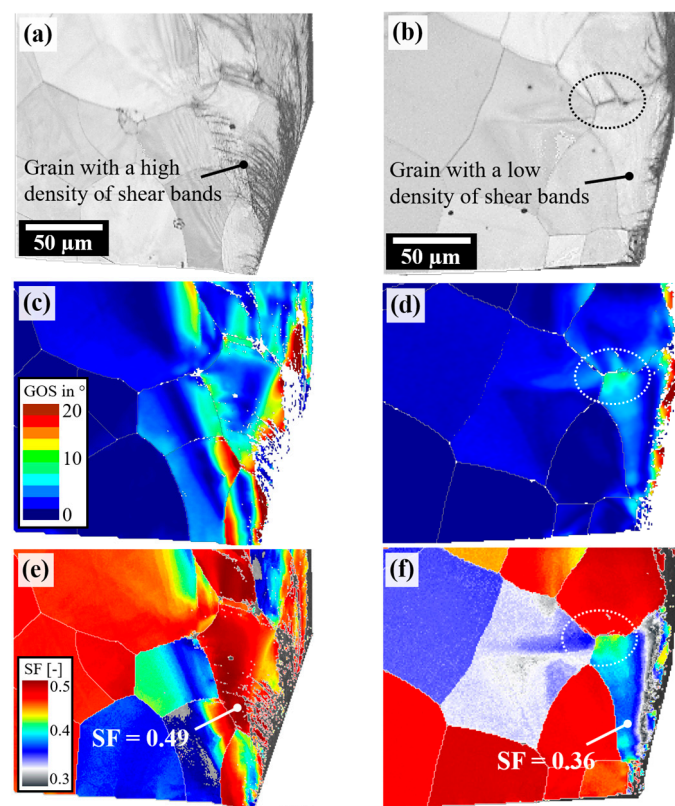 (a)
Grain with a high
density of shear bands
50 µm
(b)
Grain with a low
density of shear bands
50 µm
(c)
GOS in °
20
10
0
(d)
(e)
SF [-]
0.5
0.4
0.3
SF = 0.49
(f)
SF = 0.36